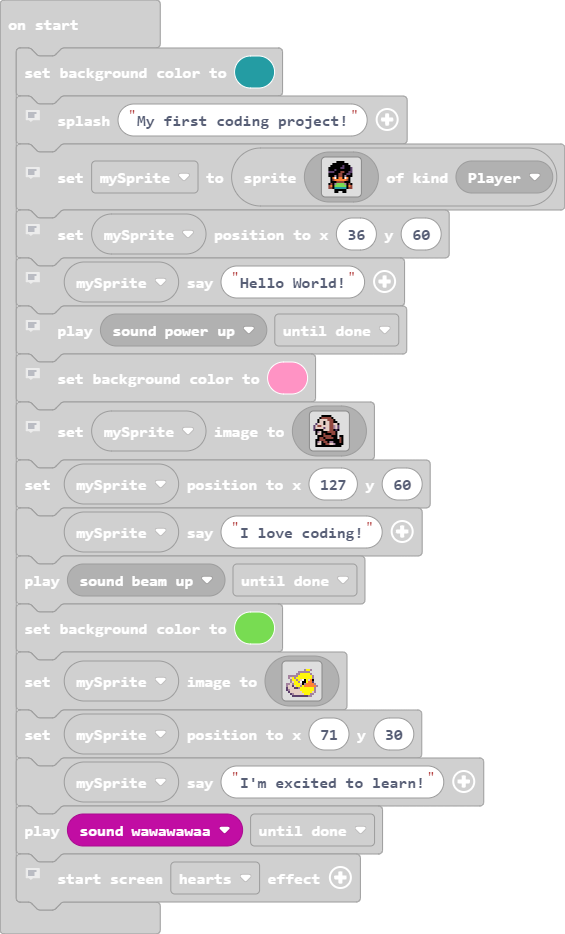 on start
set background color to
splash "My first coding project!"
set mySprite to sprite of kind Player
set mySprite position to x 36 y 60
mySprite say "Hello World!"
play sound power up until done
set background color to
set mySprite image to
set mySprite position to x 127 y 60
mySprite say "I love coding!"
play sound beam up until done
set background color to
set mySprite image to
set mySprite position to x 71 y 30
mySprite say "I'm excited to learn!"
play sound wawawawaa until done
start screen hearts effect